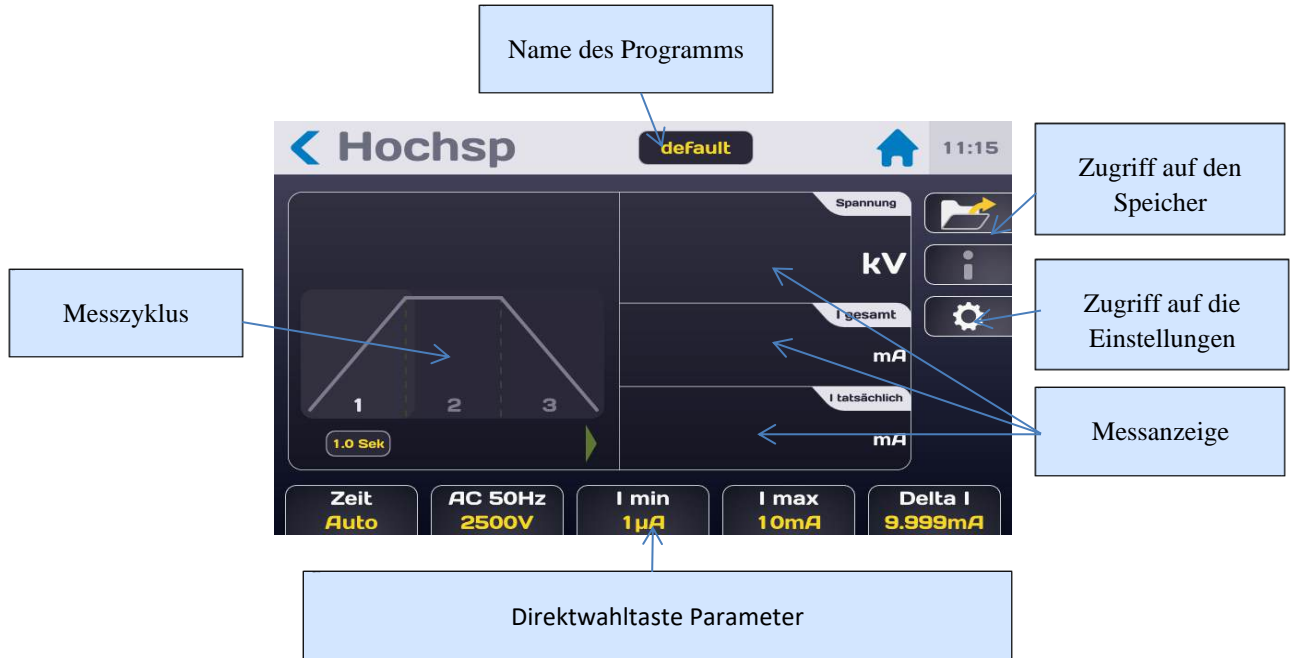 Name des Programms
Hochsp
default
11:15
Zugriff auf den
Speicher
Spannung
kV
Messzyklus
I gesamt
mA
Zugriff auf die
Einstellungen
1
2
3
I tatsächlich
mA
1.0 Sek
Messanzeige
Zeit
Auto
AC 50Hz
2500V
I min
1µA
I max
10mA
Delta I
9.999mA
Direktwahltaste Parameter